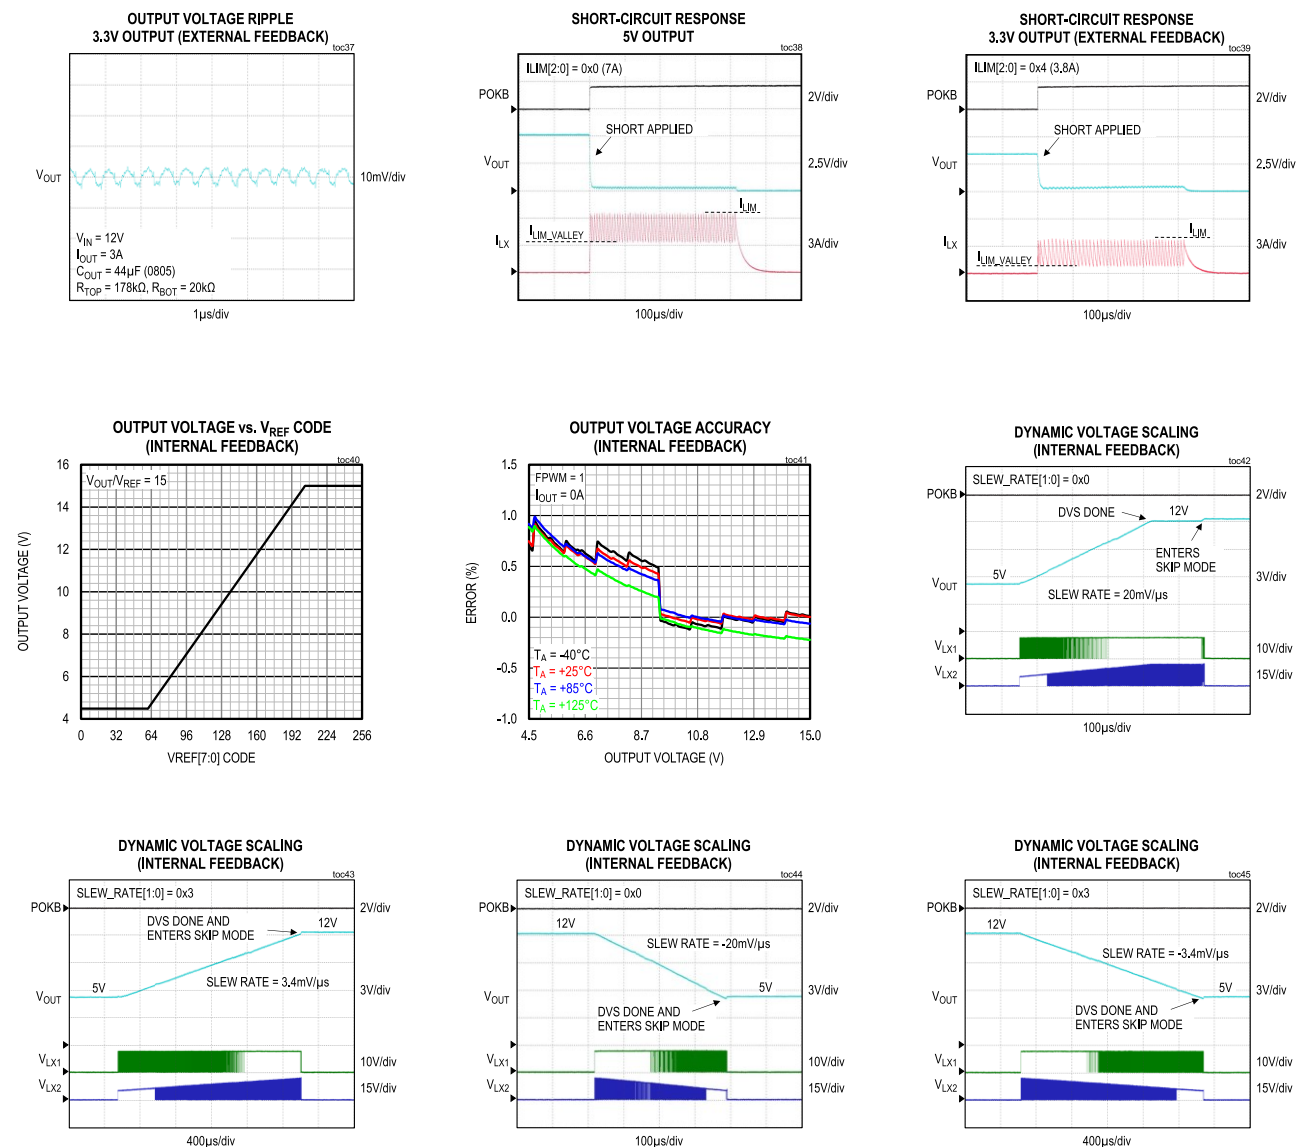 OUTPUT VOLTAGE RIPPLE
3.3V OUTPUT (EXTERNAL FEEDBACK)
toc37
VOUT
10mV/div
VIN = 12V
IOUT = 3A
COUT = 44µF (0805)
RTOP = 178kΩ, RBOT = 20kΩ
1µs/div
SHORT-CIRCUIT RESPONSE
5V OUTPUT
toc38
ILIM[2:0] = 0x0 (7A)
POKB
2V/div
SHORT APPLIED
VOUT
2.5V/div
ILIM
ILIM_VALLEY
ILX
3A/div
100µs/div
SHORT-CIRCUIT RESPONSE
3.3V OUTPUT (EXTERNAL FEEDBACK)
toc39
ILIM[2:0] = 0x4 (3.8A)
POKB
2V/div
SHORT APPLIED
VOUT
2.5V/div
ILIM
ILX
3A/div
ILIM_VALLEY
100µs/div
OUTPUT VOLTAGE vs. VREF CODE
(INTERNAL FEEDBACK)
toc40
VOUT/VREF = 15
OUTPUT VOLTAGE (V)
16
14
12
10
8
6
4
0 32 64 96 128 160 192 224 256
VREF[7:0] CODE
OUTPUT VOLTAGE ACCURACY
(INTERNAL FEEDBACK)
toc41
FPWM = 1
IOUT = 0A
ERROR (%)
1.5
1.0
0.5
0.0
-0.5
-1.0
TA = -40°C
TA = +25°C
TA = +85°C
TA = +125°C
4.5 6.6 8.7 10.8 12.9 15.0
OUTPUT VOLTAGE (V)
DYNAMIC VOLTAGE SCALING
(INTERNAL FEEDBACK)
toc42
SLEW_RATE[1:0] = 0x0
POKB
2V/div
DVS DONE
12V
ENTERS
SKIP MODE
5V
VOUT
3V/div
SLEW RATE = 20mV/µs
VLX1
10V/div
VLX2
15V/div
100µs/div
DYNAMIC VOLTAGE SCALING
(INTERNAL FEEDBACK)
toc43
SLEW_RATE[1:0] = 0x3
POKB
2V/div
DVS DONE AND
ENTERS SKIP MODE
12V
5V
SLEW RATE = 3.4mV/µs
VOUT
3V/div
VLX1
10V/div
VLX2
15V/div
400µs/div
DYNAMIC VOLTAGE SCALING
(INTERNAL FEEDBACK)
toc44
SLEW_RATE[1:0] = 0x0
POKB
2V/div
12V
SLEW RATE = -20mV/µs
5V
VOUT
3V/div
DVS DONE AND
ENTERS SKIP MODE
VLX1
10V/div
VLX2
15V/div
100µs/div
DYNAMIC VOLTAGE SCALING
(INTERNAL FEEDBACK)
toc45
SLEW_RATE[1:0] = 0x3
POKB
2V/div
12V
SLEW RATE = -3.4mV/µs
5V
VOUT
3V/div
DVS DONE AND
ENTERS SKIP MODE
VLX1
10V/div
VLX2
15V/div
400µs/div